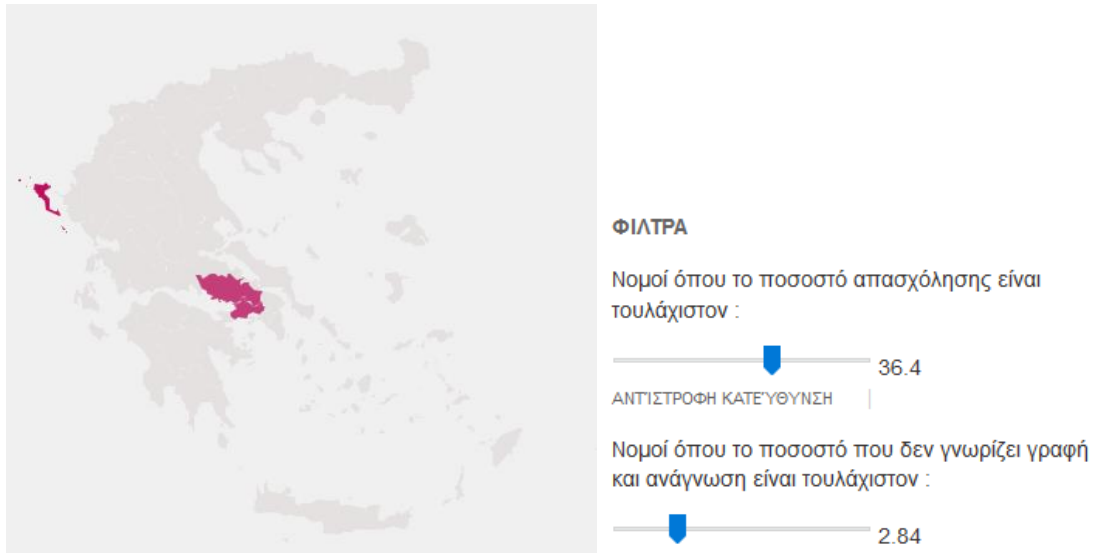 ΦΙΛΤΡΑ
Νομοί όπου το ποσοστό απασχόλησης είναι
τουλάχιστον :
36.4
ΑΝΤΊΣΤΡΟΦΗ ΚΑΤΕΎΘΥΝΣΗ
Νομοί όπου το ποσοστό που δεν γνωρίζει γραφή
και ανάγνωση είναι τουλάχιστον :
2.84